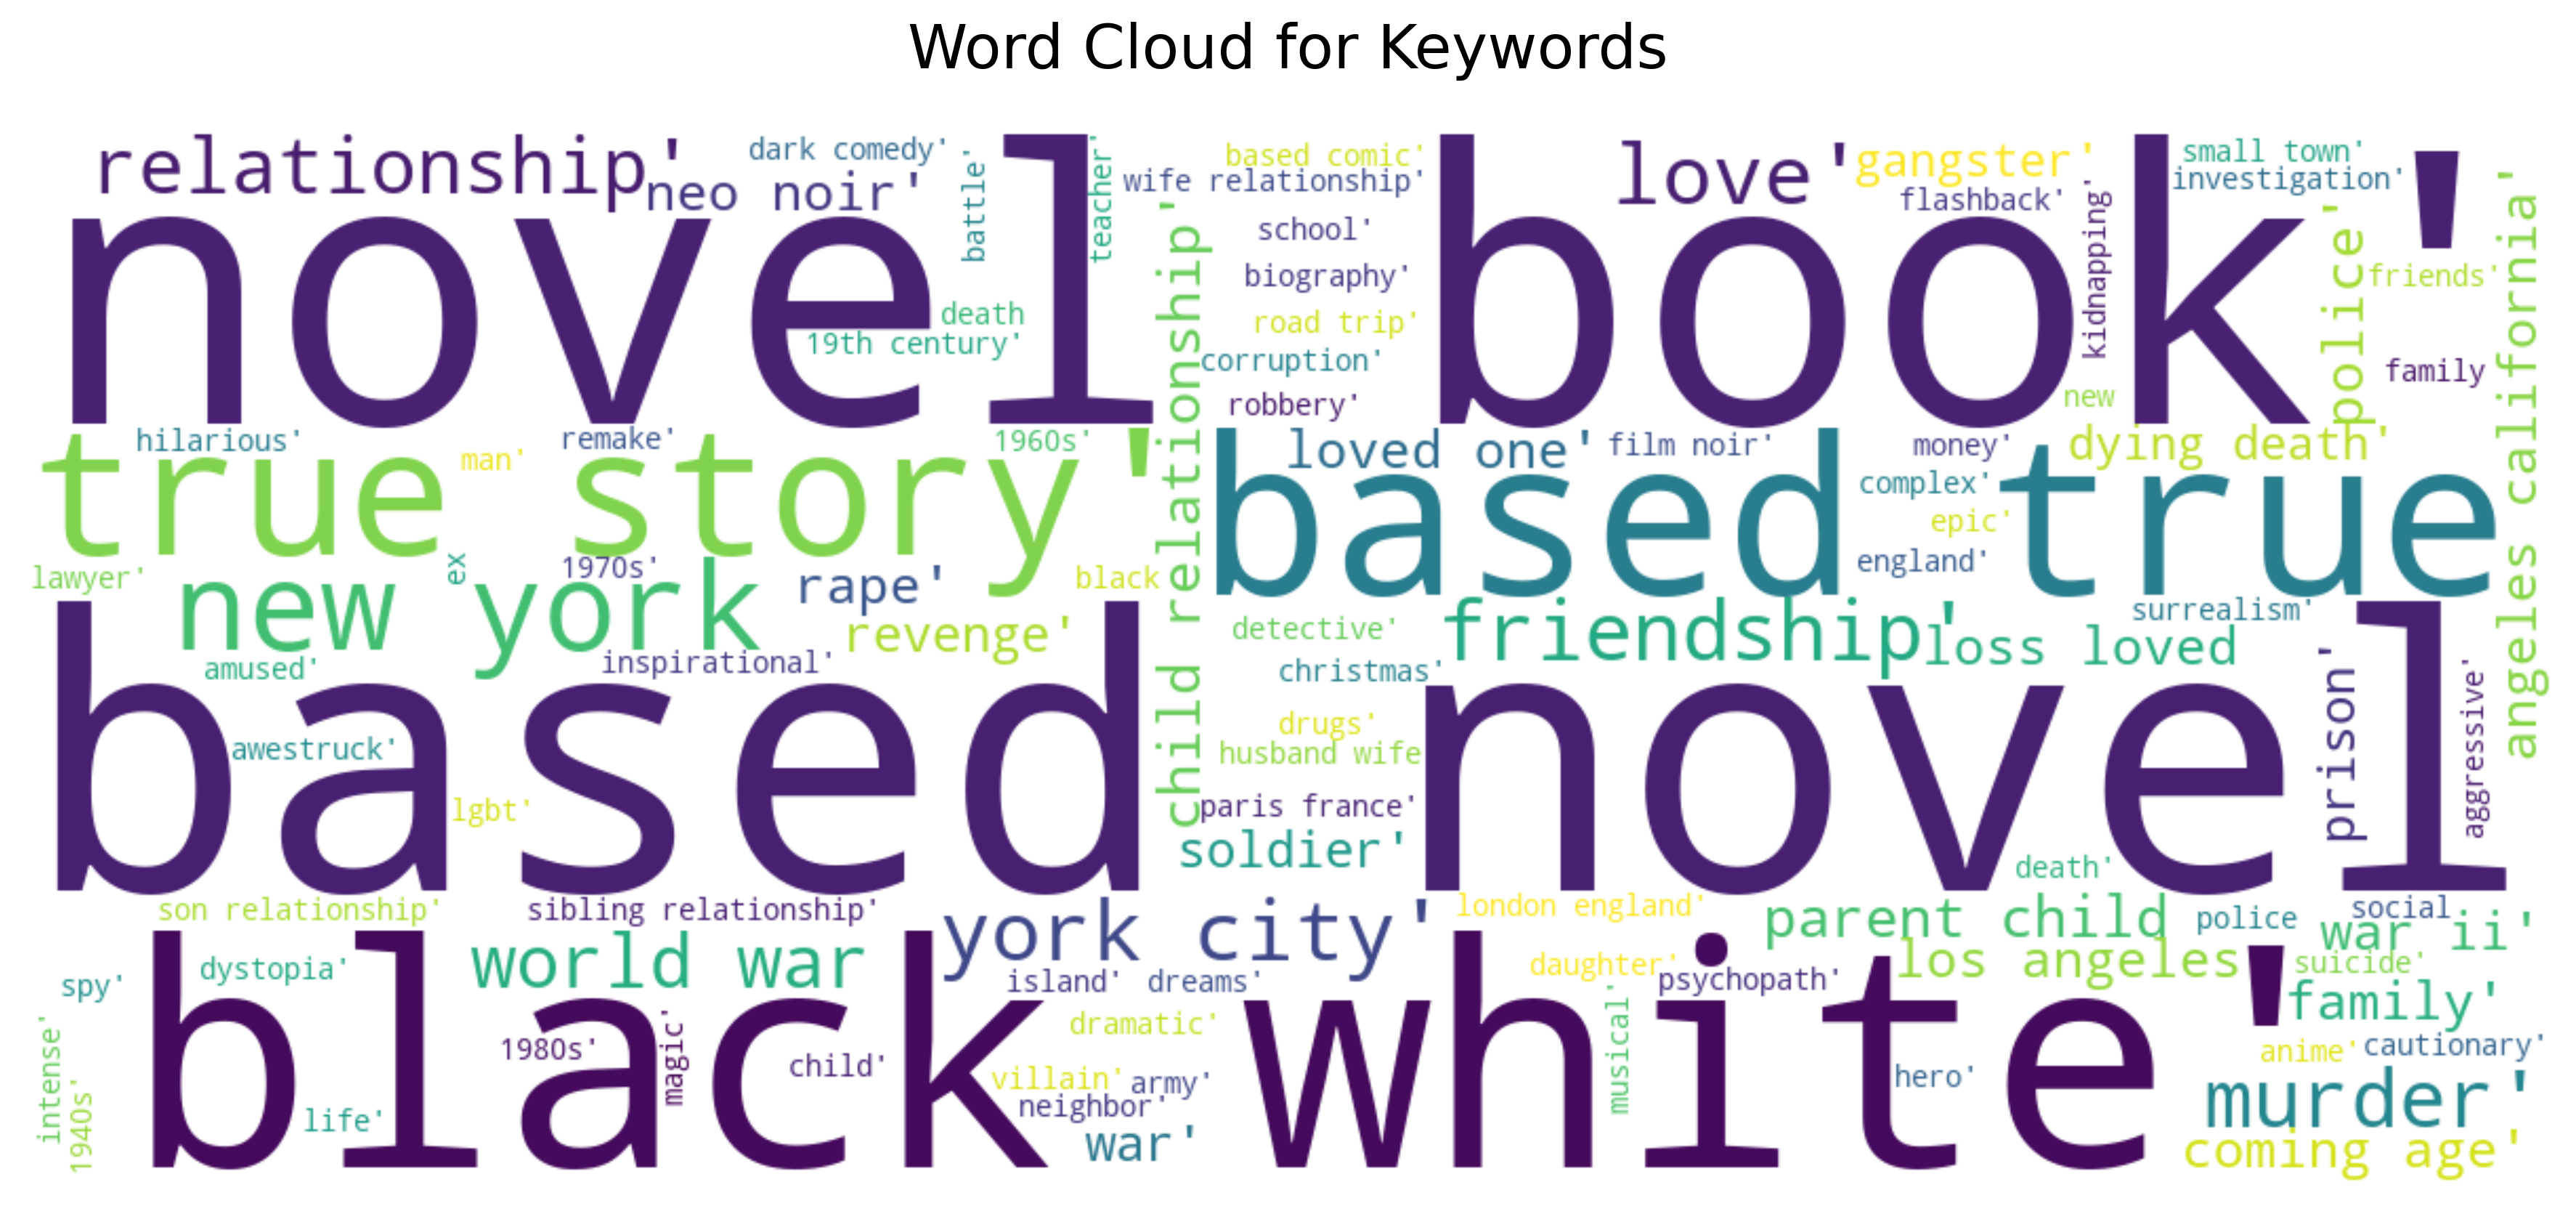 Word Cloud for Keywords
relationship'
dark comedy'
neo noir'
battle'
teacher'
based comic'
wife relationship'
love'
gangster'
flashback'
small town'
investigation'
novel book'
school'
biography'
road trip'
corruption'
robbery'
kidnapping'
police'
friends'
family
new
angeles california'
death
19th century'
child relationship'
hilarious'
man'
remake'
1960s'
true story'
loved one'
film noir'
money'
dying death'
based true
complex'
epic'
england'
lawyer'
ex
1970s'
new york
rape'
black
revenge'
amused'
inspirational'
detective'
friendship'
surrealism'
loss loved
christmas'
prison'
aggressive'
based novel
awestruck'
lgbt'
drugs'
husband wife
paris france'
soldier'
death'
son relationship'
sibling relationship'
york city'
london england'
parent child
police
social
war ii'
world war
los angeles
suicide'
spy'
dystopia'
island'
dreams'
daughter'
psychopath'
family'
black white'
intense'
1940s'
1980s'
magic'
child'
life'
dramatic'
villain'
army'
neighbor'
war'
musical'
hero'
anime'
cautionary'
murder'
coming age'